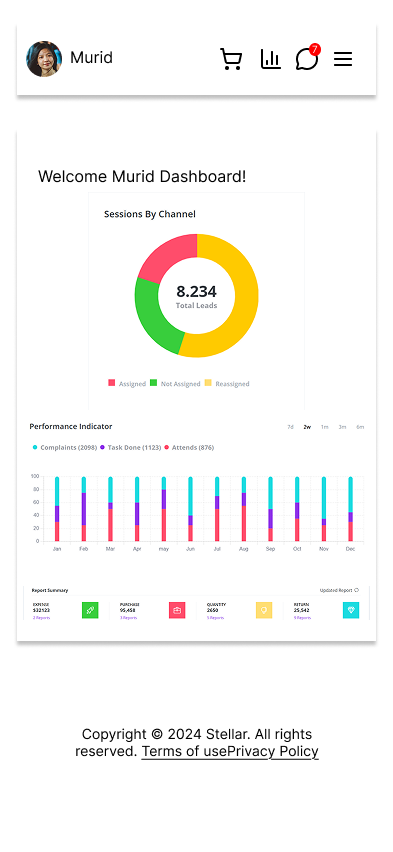 Murid
7
Welcome Murid Dashboard!
Sessions By Channel
8.234
Total Leads
Assigned Not Assigned Reassigned
Performance Indicator 7d 2w 1m 3m 6m
Complaints (2098) Task Done (1123) Attends (876)
100
80
60
40
20
0
Jan Feb Mar Apr may Jun Jul Aug Sep Oct Nov Dec
Report Summary Updated Report
EXPENSE PURCHASE QUANTITY RETURN
$32123 95,458 2650 25,542
2 Reports 3 Reports 5 Reports 9 Reports
Copyright © 2024 Stellar. All rights
reserved. Terms of usePrivacy Policy